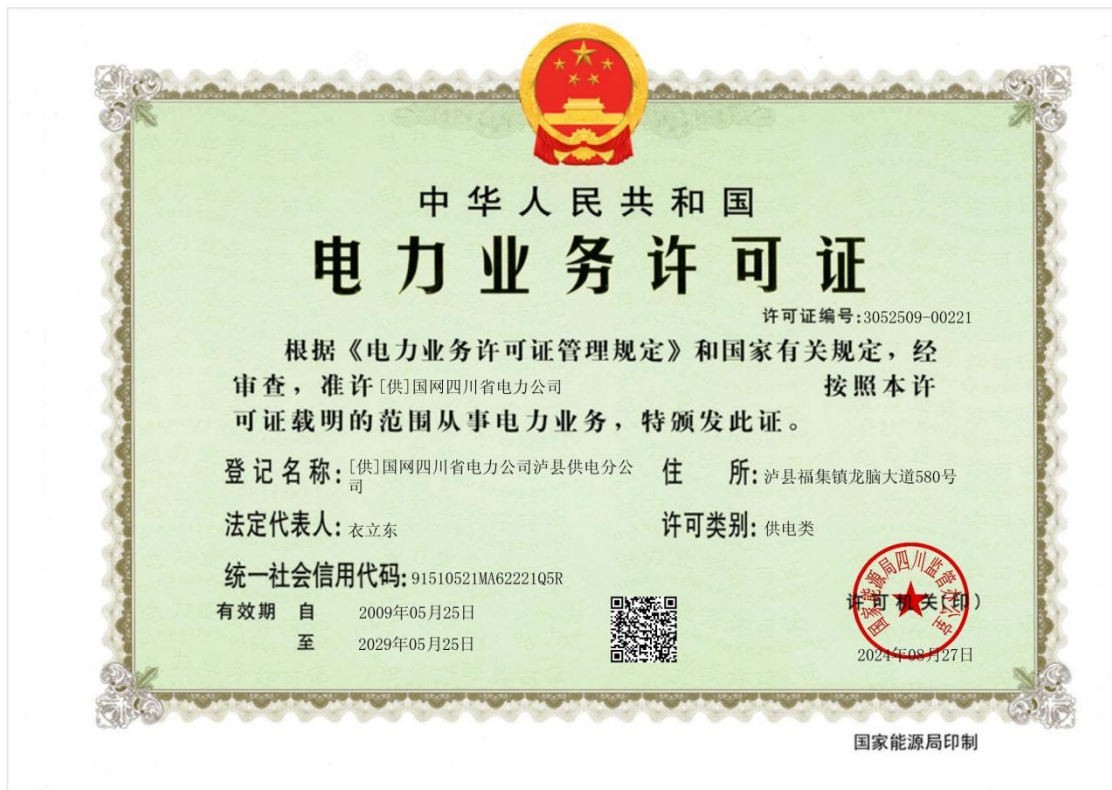 中华人民共和国
电力业务许可证
许可证编号:3052509-00221
根据《电力业务许可证管理规定》和国家有关规定，经
审查，准许[供]国网四川省电力公司 按照本许
可证载明的范围从事电力业务，特颁发此证。
登记名称:[供]国网四川省电力公司泸县供电分公
司
住 所:泸县福集镇龙脑大道580号
法定代表人:衣立东
许可类别:供电类
统一社会信用代码:91510521MA62221Q5R
有效期 自 2009年05月25日
至 2029年05月25日
国家能源局四川监管办公室
许可机关(印)
2024年08月27日
国家能源局印制